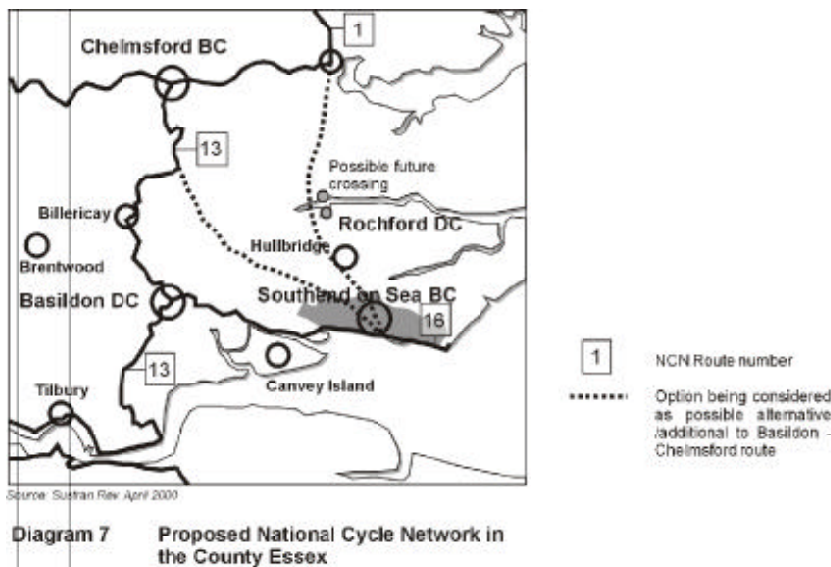 1
Chelmsford BC
13
Possible future
crossing
Billericay
Rochford DC
Hullbridge
Brentwood
Basildon DC
Southend on Sea BC
16
13
Canvey Island
Tilbury
1 NCN Route number
Option being considered
as possible alternative
/additional to Basildon -
Chelmsford route
Source: Sustran Rev April 2000
Diagram 7 Proposed National Cycle Network in
the County Essex